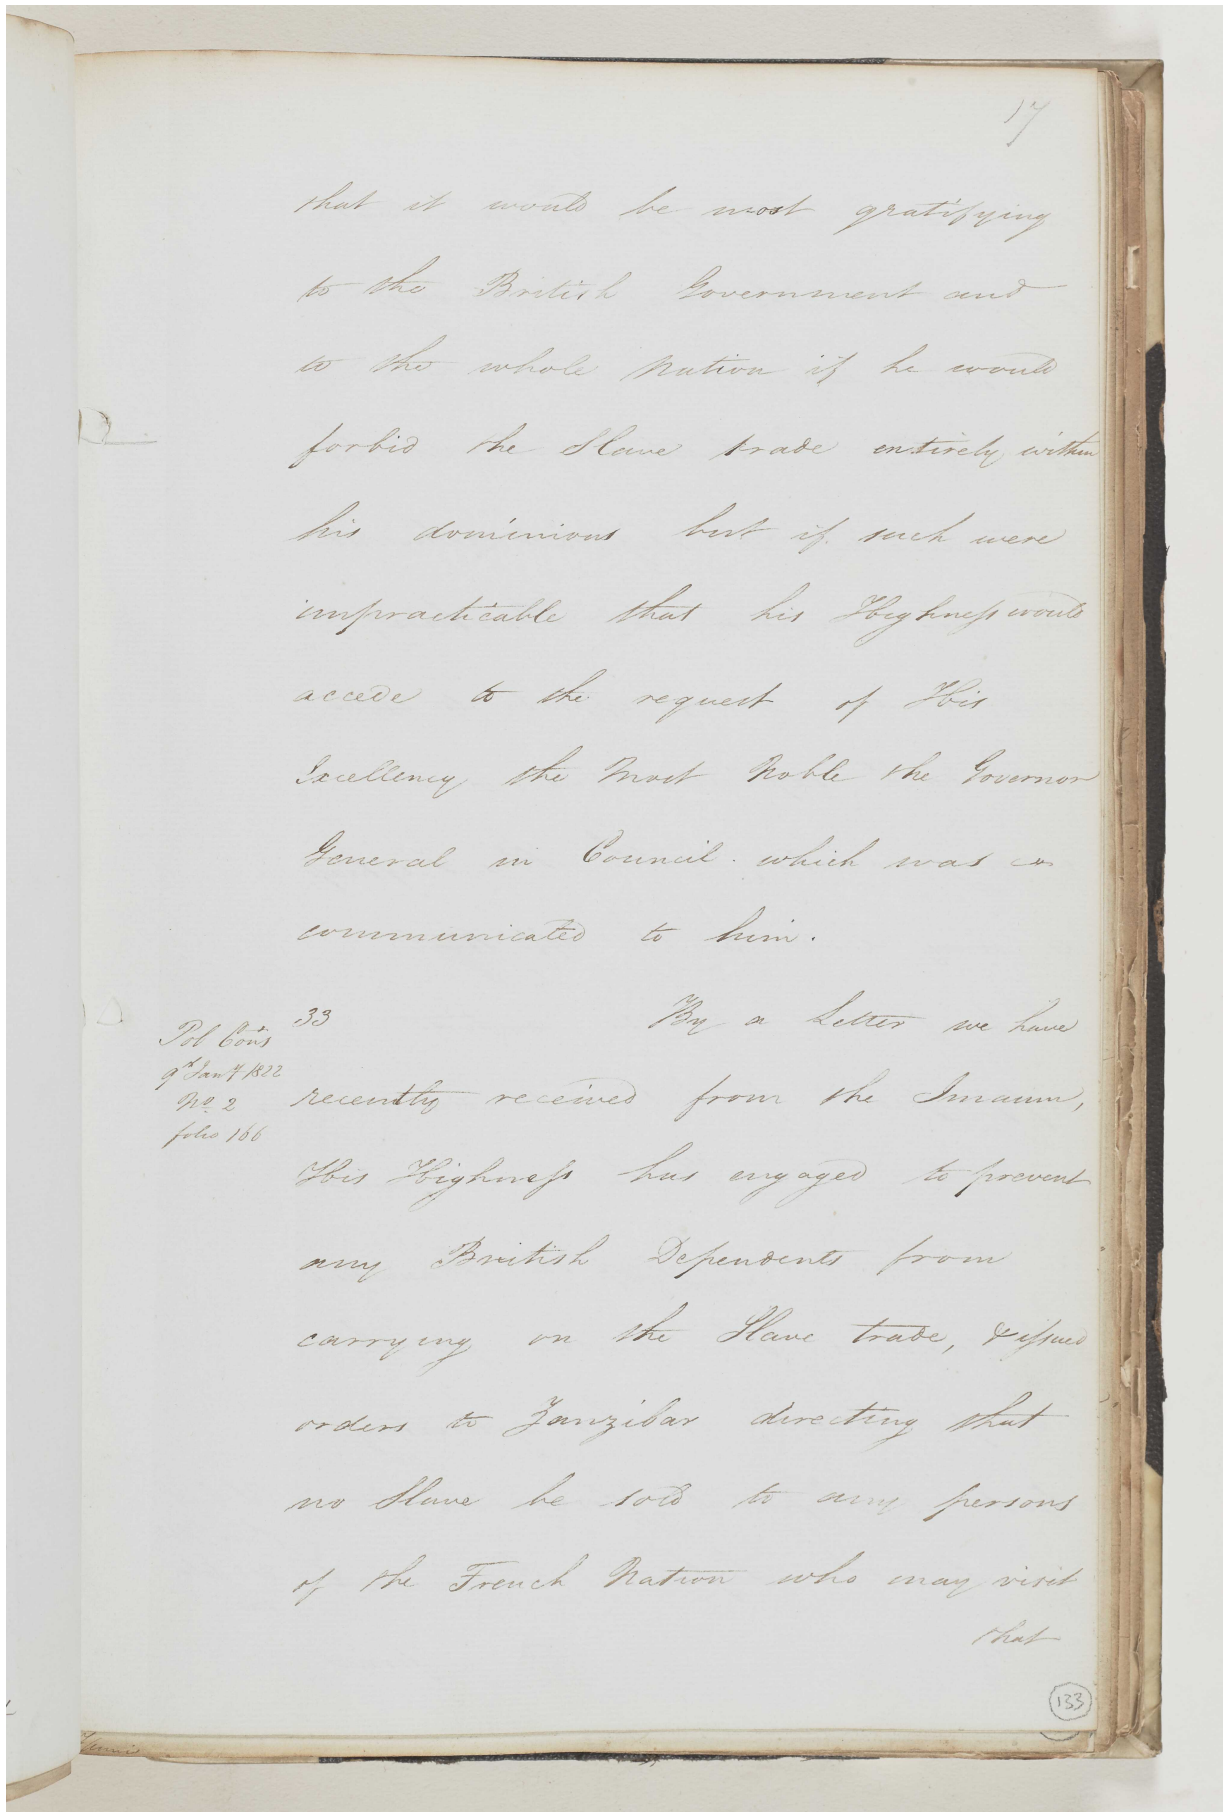 17
that it would be most gratifying
to the British Government and
to the whole Nation if he would
forbid the Slave trade entirely within
his dominions but if such were
impracticable that his Highness would
accede to the request of His
Excellency the Most Noble the Governor
General in Council which was co
communicated to him.
Pol Cons
9th Jany 1822
No. 2
folio 166
33 By a Letter we have
recently received from the Imaum,
His Highness has engaged to prevent
any British Dependents from
carrying on the Slave trade, & issued
orders to Zanzibar directing that
no Slave be sold to any persons
of the French Nation who may visit
that
133